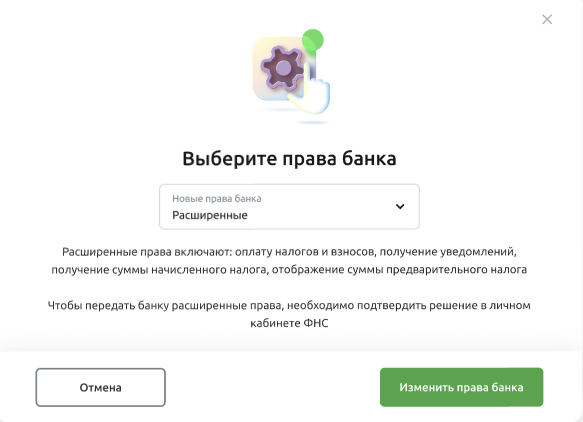 Выберите права банка
Новые права банка
Расширенные
Расширенные права включают: оплату налогов и взносов, получение уведомлений,
получение суммы начисленного налога, отображение суммы предварительного налога
Чтобы передать банку расширенные права, необходимо подтвердить решение в личном
кабинете ФНС
Отмена
Изменить права банка